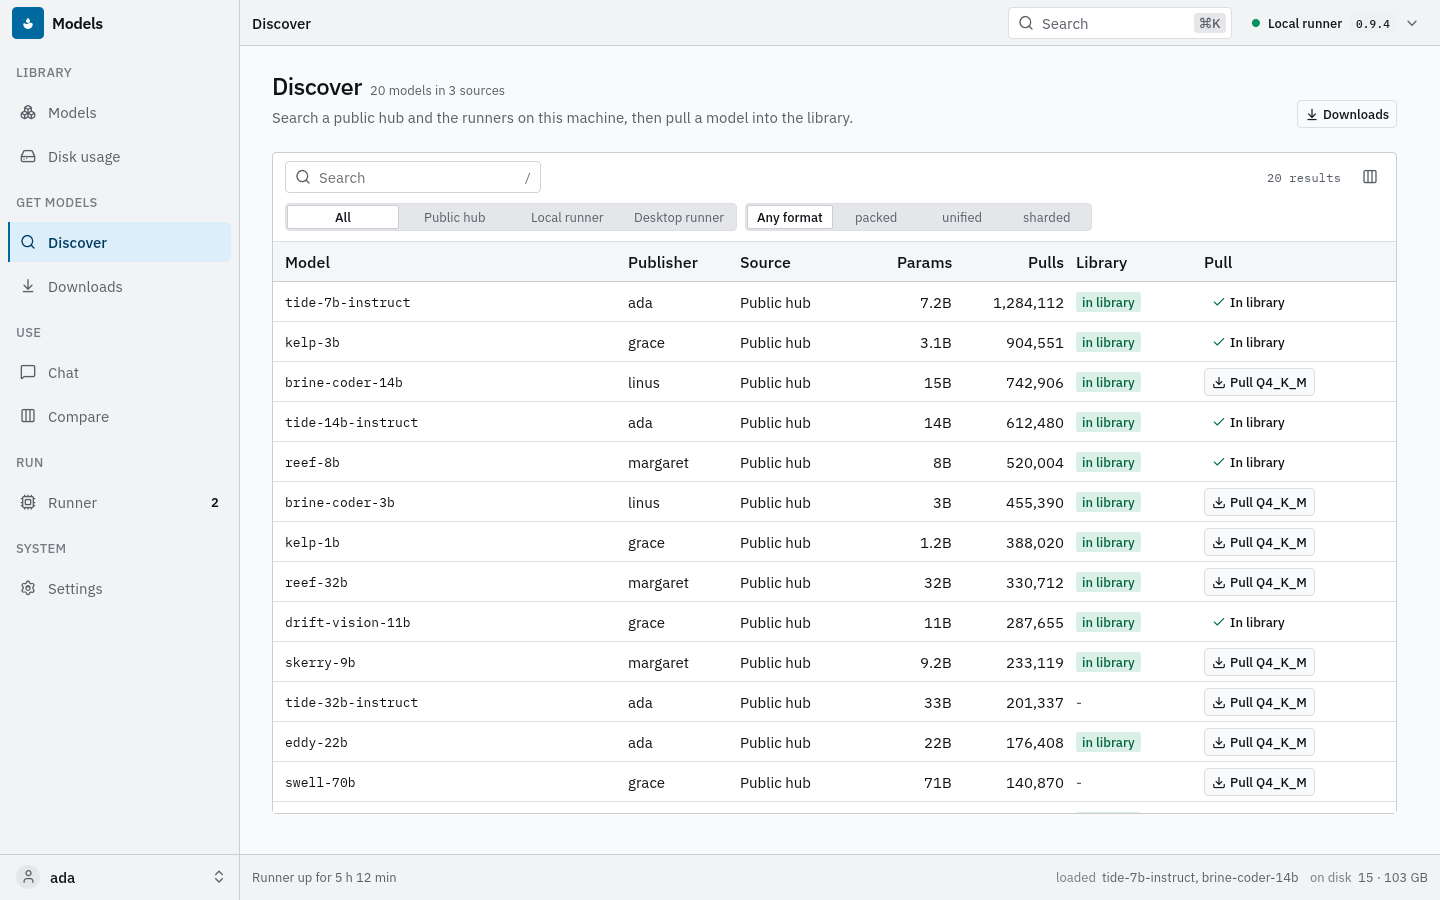 Models
Discover
Search ⌘K
Local runner 0.9.4
LIBRARY
Models
Disk usage
GET MODELS
Discover
Downloads
USE
Chat
Compare
RUN
Runner 2
SYSTEM
Settings
ada
Discover 20 models in 3 sources
Search a public hub and the runners on this machine, then pull a model into the library.
Downloads
Search /
20 results
All Public hub Local runner Desktop runner Any format packed unified sharded
Model Publisher Source Params Pulls Library Pull
tide-7b-instruct ada Public hub 7.2B 1,284,112 in library In library
kelp-3b grace Public hub 3.1B 904,551 in library In library
brine-coder-14b linus Public hub 15B 742,906 in library Pull Q4_K_M
tide-14b-instruct ada Public hub 14B 612,480 in library In library
reef-8b margaret Public hub 8B 520,004 in library In library
brine-coder-3b linus Public hub 3B 455,390 in library Pull Q4_K_M
kelp-1b grace Public hub 1.2B 388,020 in library Pull Q4_K_M
reef-32b margaret Public hub 32B 330,712 in library Pull Q4_K_M
drift-vision-11b grace Public hub 11B 287,655 in library In library
skerry-9b margaret Public hub 9.2B 233,119 in library Pull Q4_K_M
tide-32b-instruct ada Public hub 33B 201,337 - Pull Q4_K_M
eddy-22b ada Public hub 22B 176,408 in library Pull Q4_K_M
swell-70b grace Public hub 71B 140,870 - Pull Q4_K_M
Runner up for 5 h 12 min
loaded tide-7b-instruct, brine-coder-14b on disk 15 · 103 GB